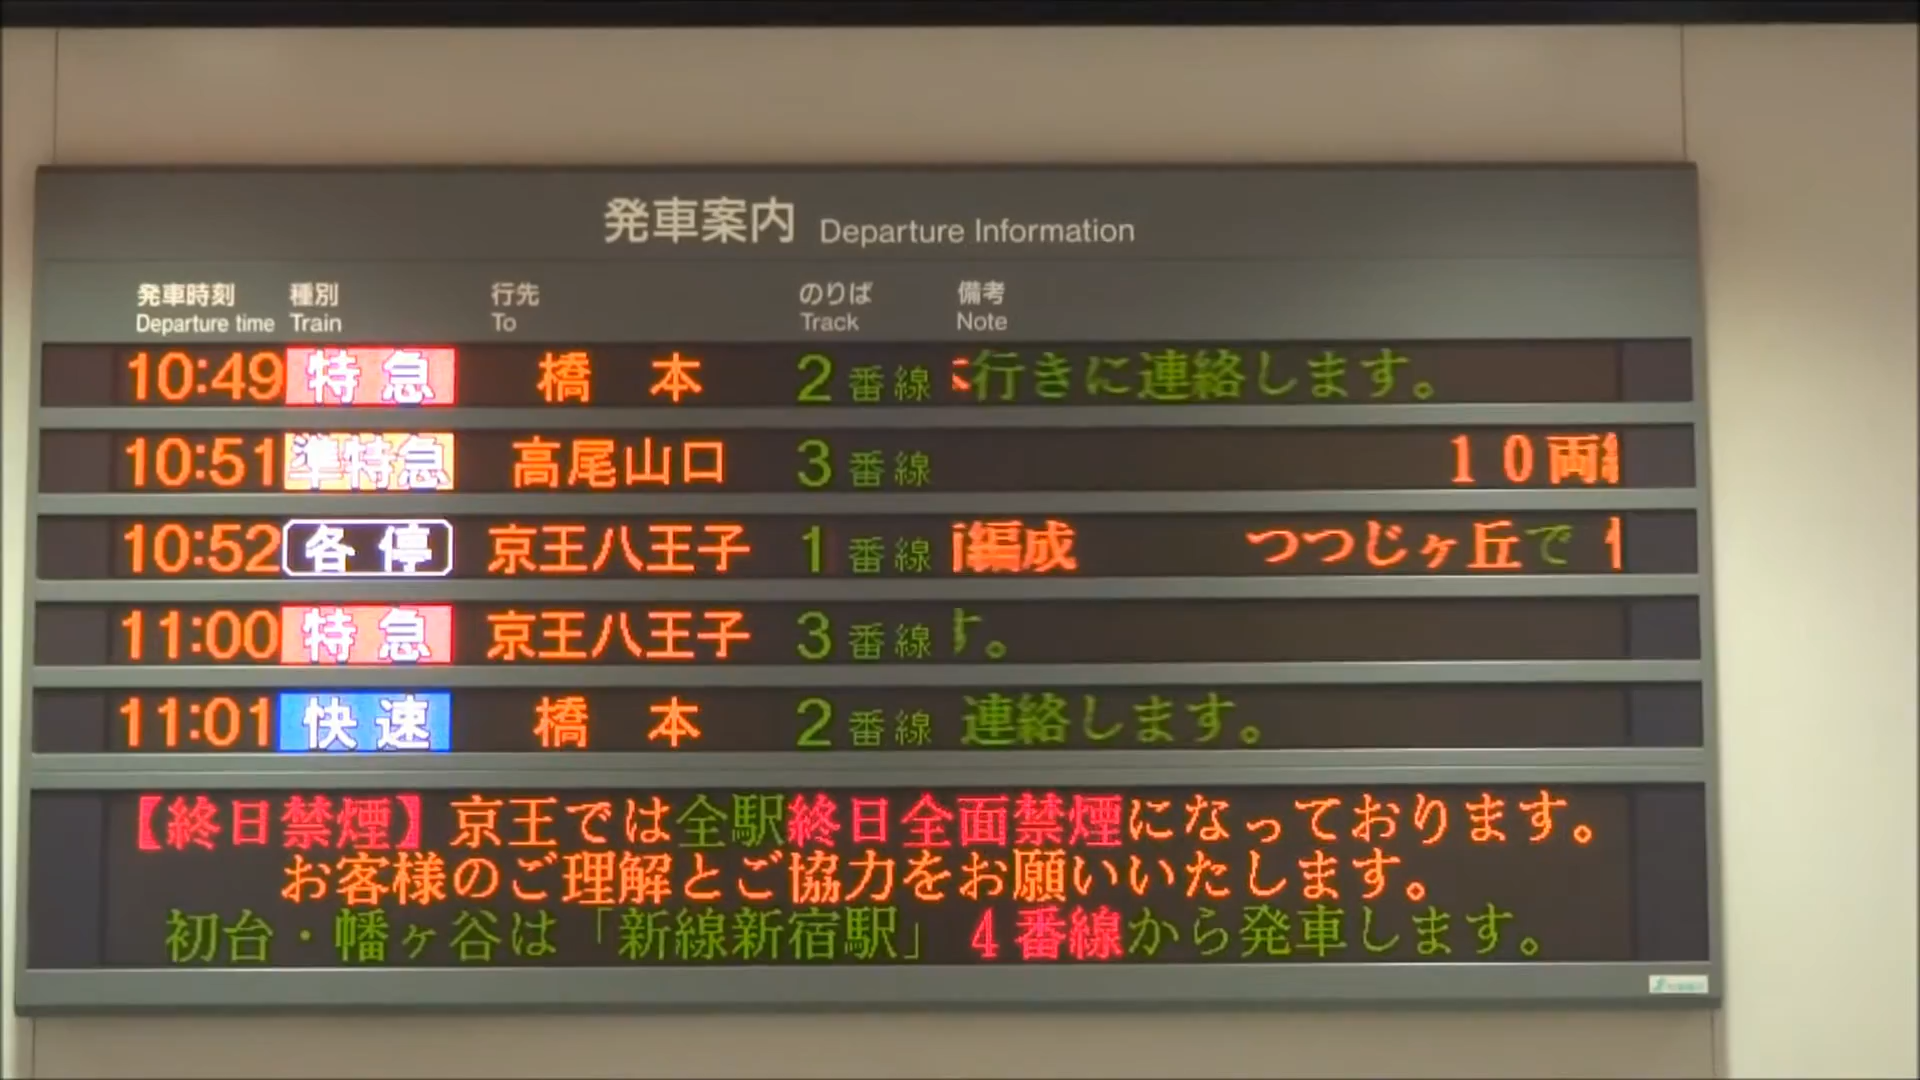 発車案内 Departure Information
発車時刻 種別 行先 のりば 備考
Departure time Train To Track Note
10:49 特急 橋本 2番線 行きに連絡します。
10:51 準特急 高尾山口 3番線 10両
10:52 各停 京王八王子 1番線 編成 つつじヶ丘で
11:00 特急 京王八王子 3番線 す。
11:01 快速 橋本 2番線 連絡します。
【終日禁煙】京王では全駅終日全面禁煙になっております。
お客様のご理解とご協力をお願いいたします。
初台・幡ヶ谷は「新線新宿駅」4番線から発車します。